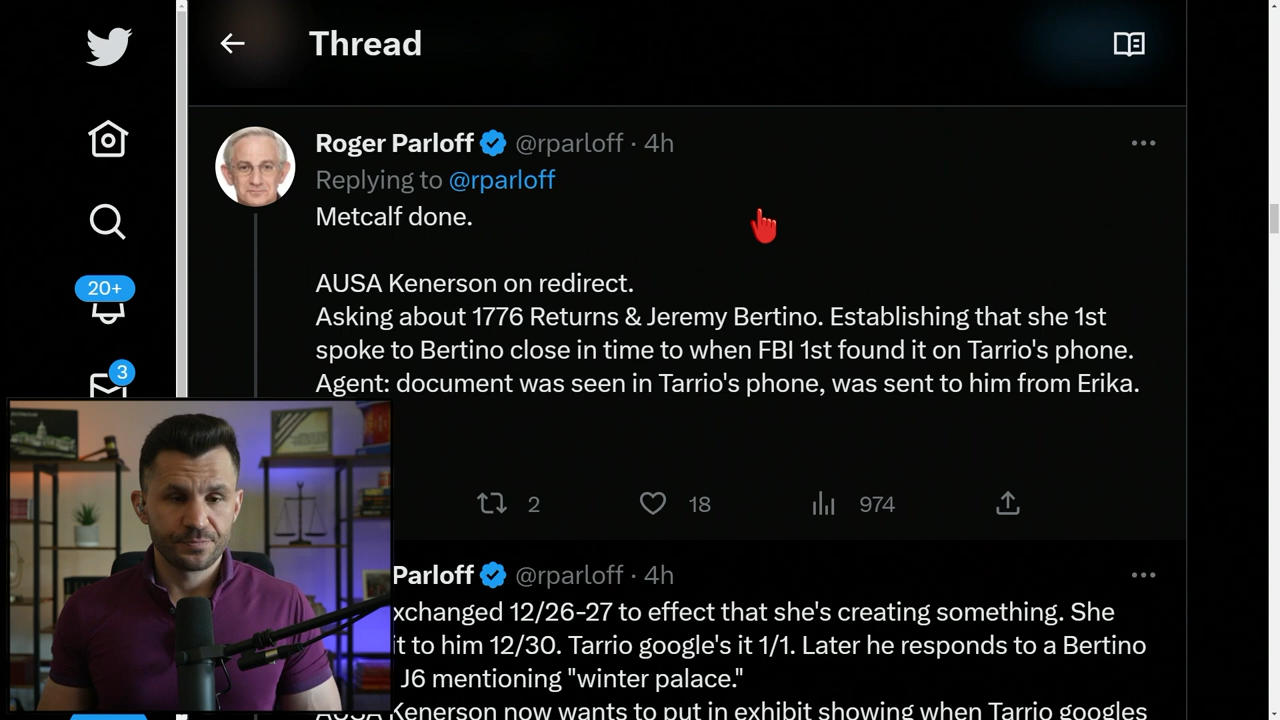 Thread
Roger Parloff @rparloff · 4h
Replying to @rparloff
Metcalf done.
AUSA Kenerson on redirect.
Asking about 1776 Returns & Jeremy Bertino. Establishing that she 1st
spoke to Bertino close in time to when FBI 1st found it on Tarrio's phone.
Agent: document was seen in Tarrio's phone, was sent to him from Erika.
20+
3
2 18 974
Parloff @rparloff · 4h
xchanged 12/26-27 to effect that she's creating something. She
it to him 12/30. Tarrio google's it 1/1. Later he responds to a Bertino
J6 mentioning "winter palace."
AUSA Kenerson now wants to put in exhibit showing when Tarrio googles